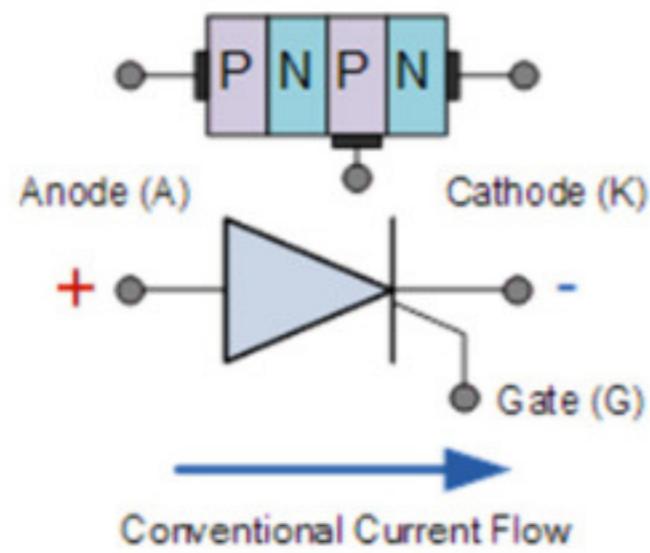 P N P N
Anode (A) Cathode (K)
+ -
Gate (G)
Conventional Current Flow